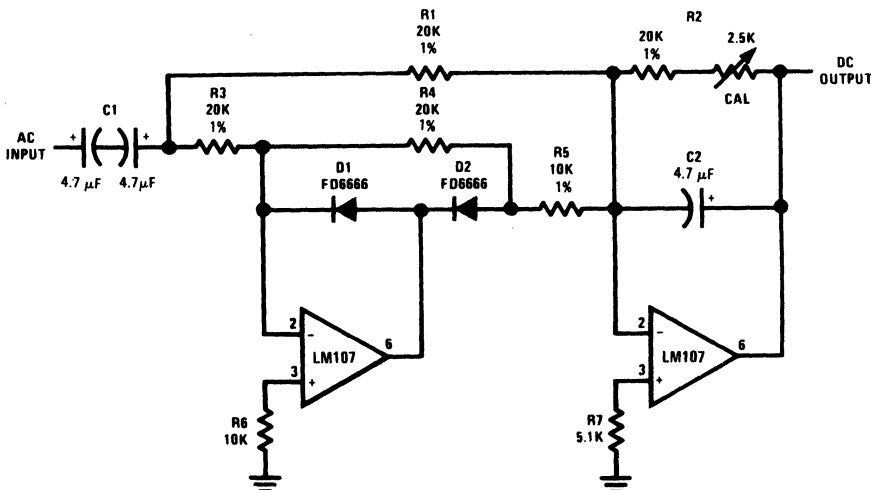 R1
20K
1%
R2
20K
1%
2.5K
CAL
DC
OUTPUT
R3
20K
1%
R4
20K
1%
C1
AC
INPUT
+
+
4.7 μF
4.7μF
D1
FD6666
D2
FD6666
R5
10K
1%
C2
4.7 μF
+
2
−
LM107
6
3
+
R6
10K
2
−
LM107
6
3
+
R7
5.1K